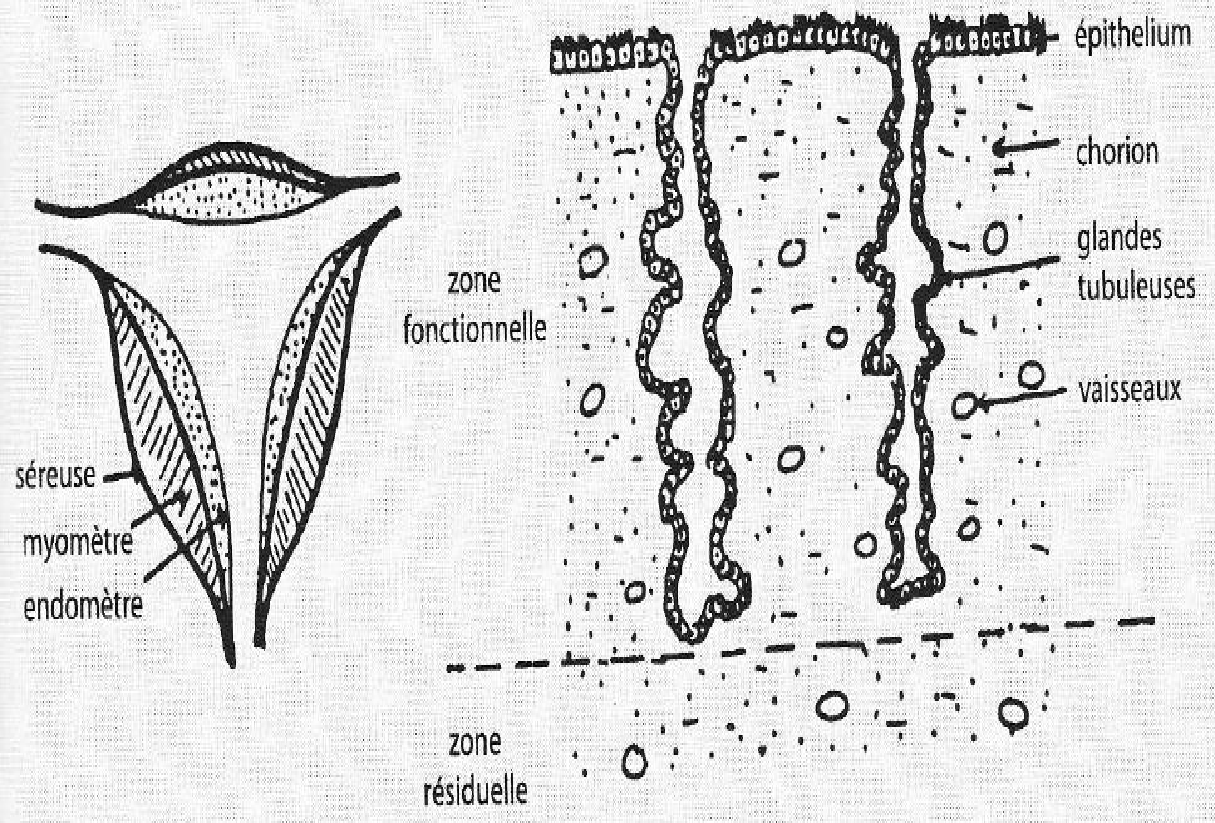 séreuse
myomètre
endomètre
zone
fonctionnelle
zone
résiduelle
épithelium
chorion
glandes
tubuleuses
vaisseaux